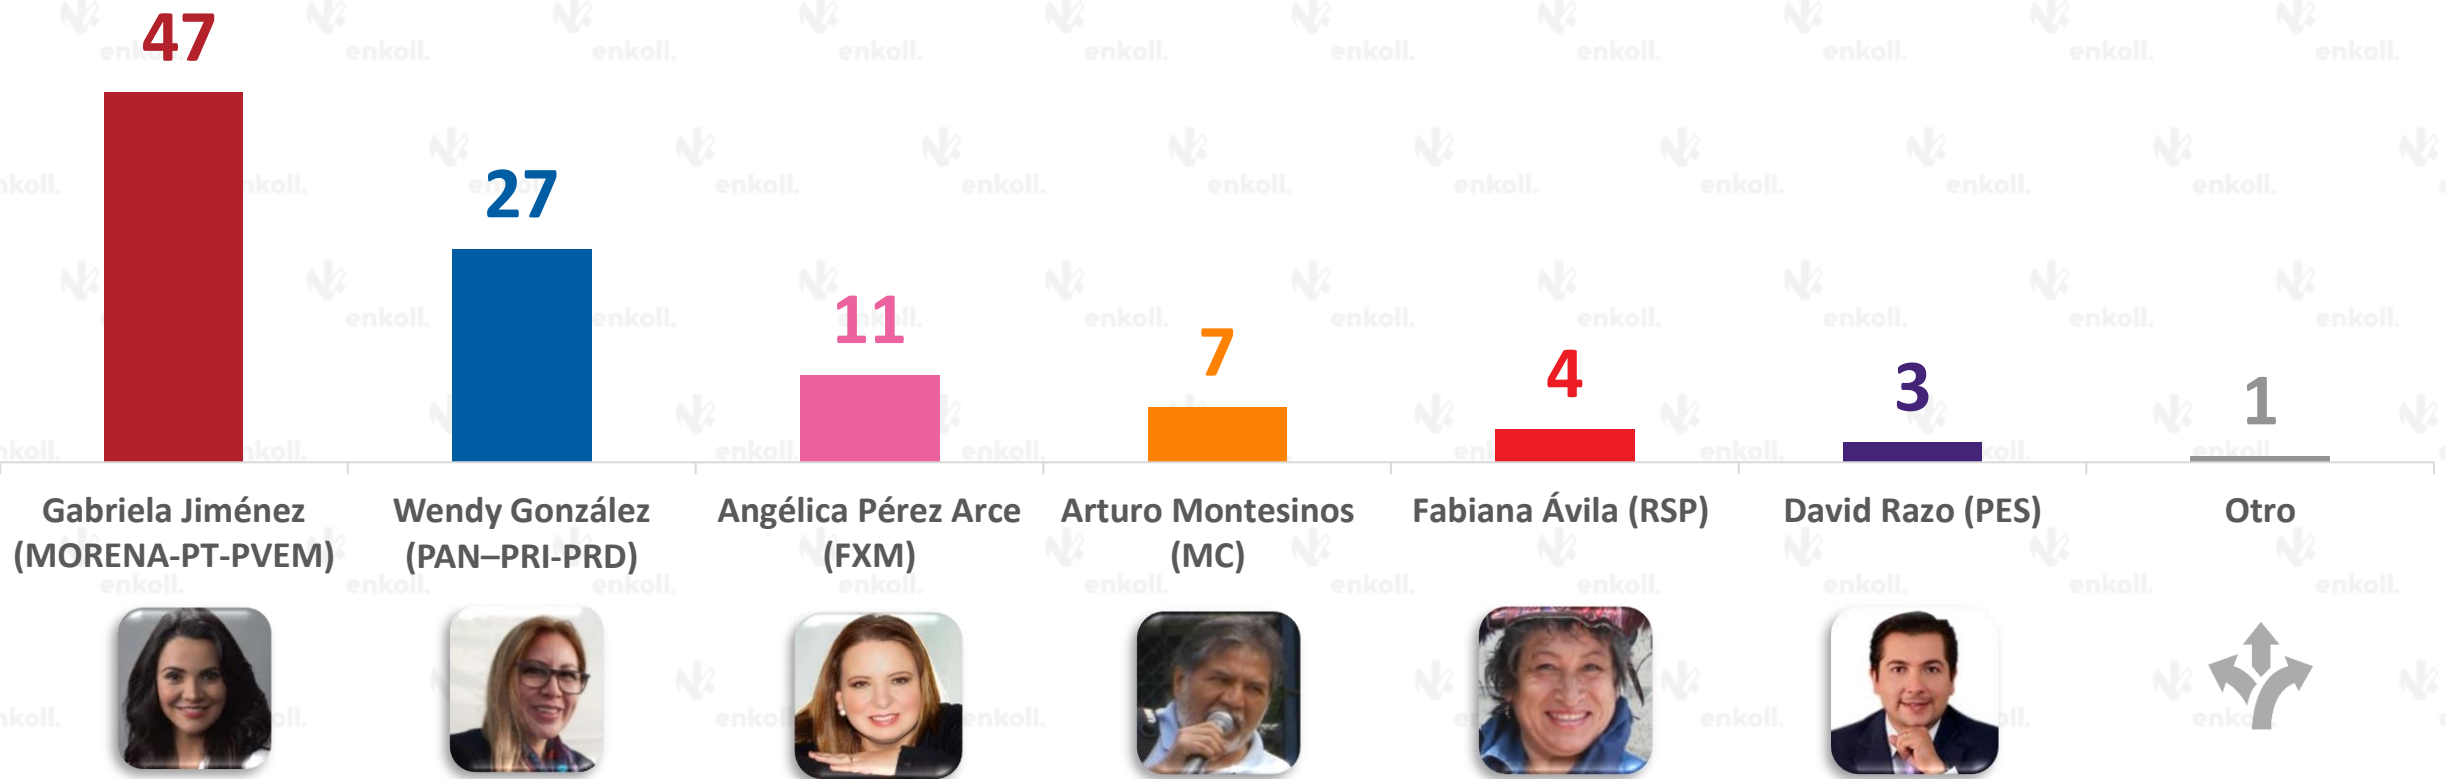 47
27
11
7
4
3
1
Gabriela Jiménez
(MORENA-PT-PVEM)
Wendy González
(PAN–PRI-PRD)
Angélica Pérez Arce
(FXM)
Arturo Montesinos
(MC)
Fabiana Ávila (RSP)
David Razo (PES)
Otro
enkoll.